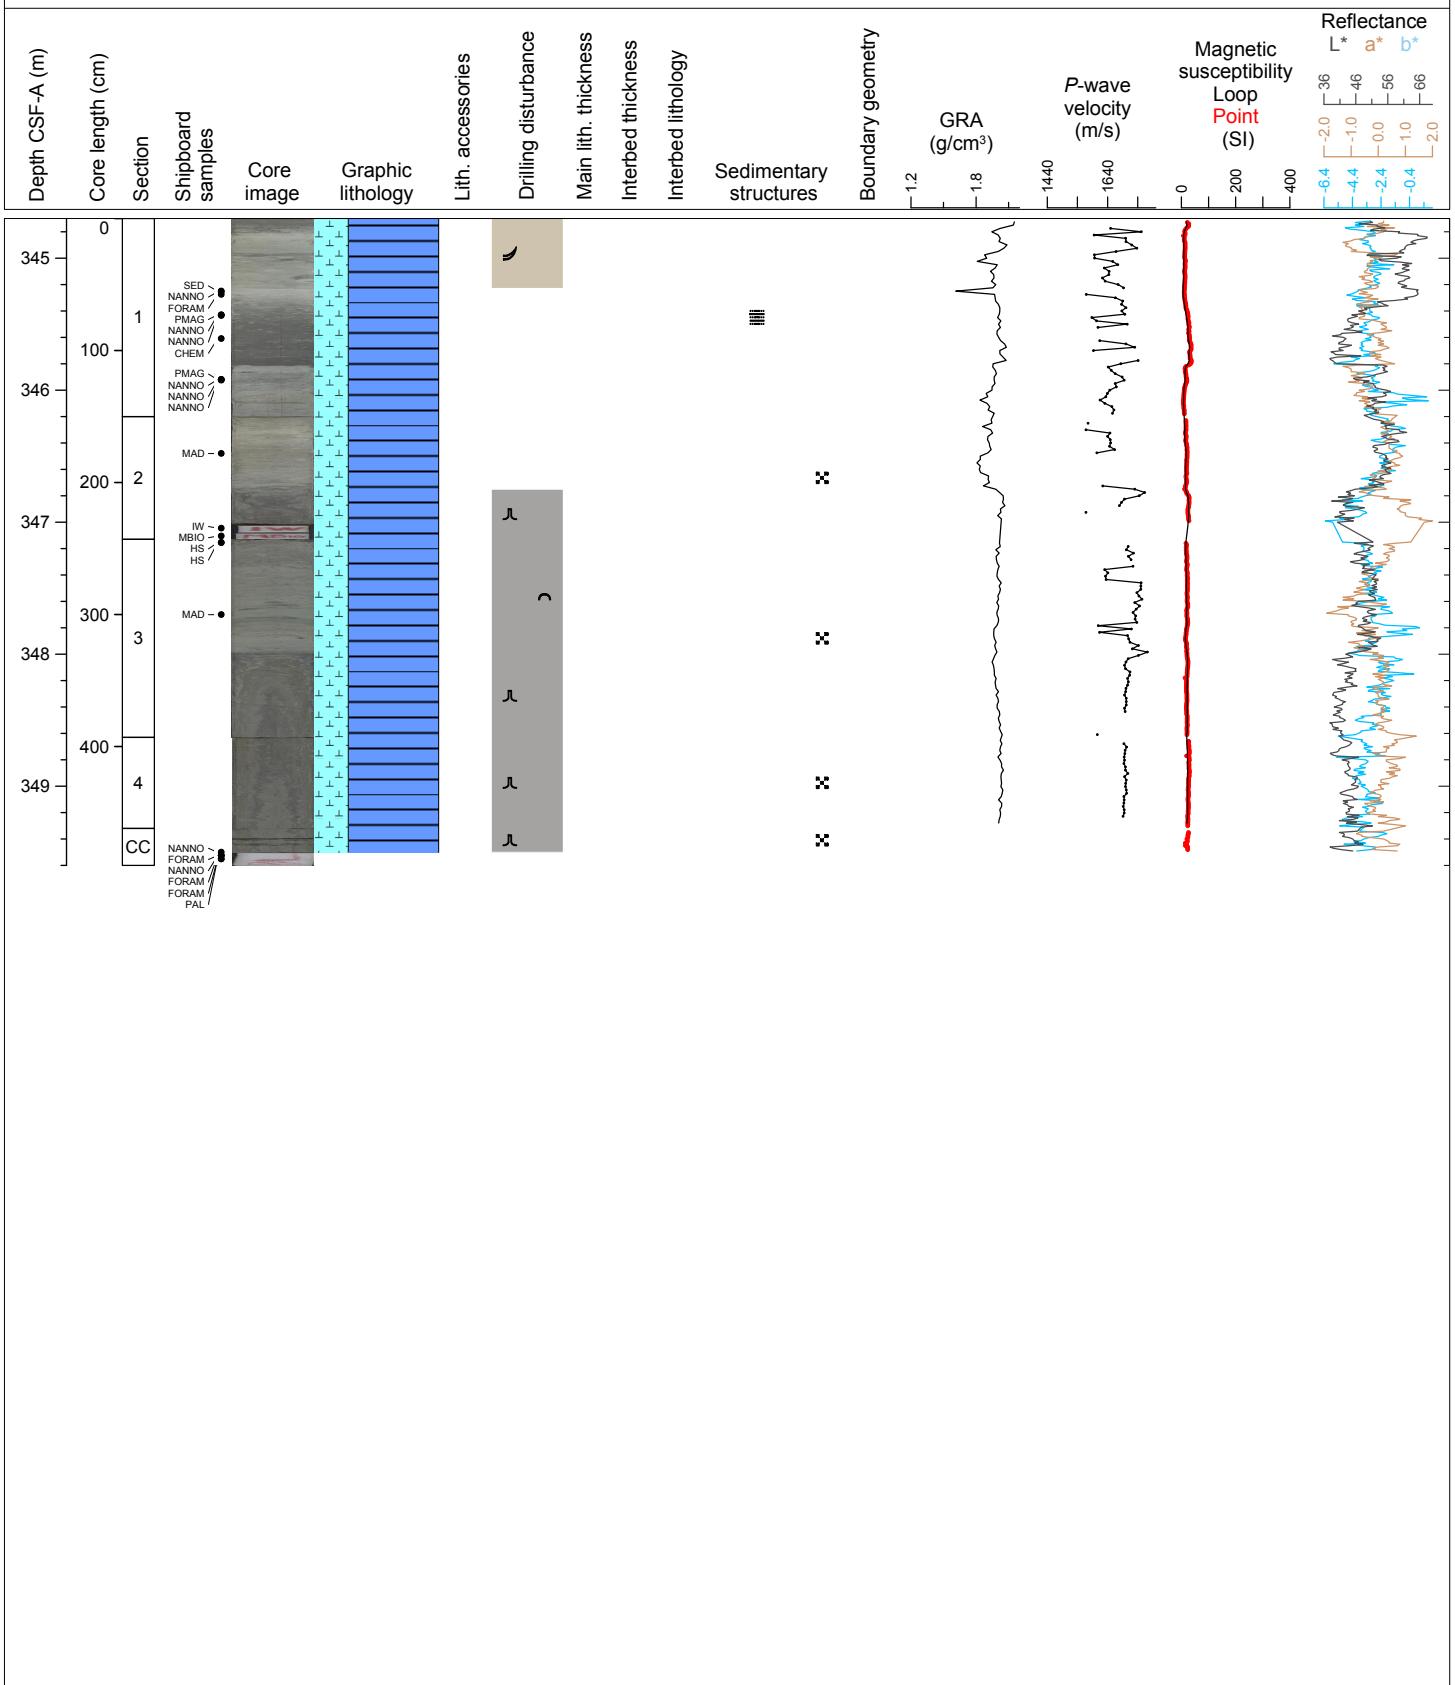 Depth CSF-A (m)
Core length (cm)
Section
Shipboard
samples
Core
image
Graphic
lithology
Lith. accessories
Drilling disturbance
Main lith. thickness
Interbed thickness
Interbed lithology
Sedimentary
structures
Boundary geometry
GRA
(g/cm³)
1.2
1.8
P-wave
velocity
(m/s)
1440
1640
Magnetic
susceptibility
Loop
Point
(SI)
0
200
400
Reflectance
L* a* b*
36
46
56
66
-2.0
-1.0
0.0
1.0
2.0
-6.4
-4.4
-2.4
-0.4
345
346
347
348
349
0
100
200
300
400
1
2
3
4
CC
SED
NANNO
FORAM
PMAG
NANNO
NANNO
CHEM
PMAG
NANNO
NANNO
NANNO
MAD
IW
MBIO
HS
HS
MAD
NANNO
FORAM
NANNO
FORAM
FORAM
PAL